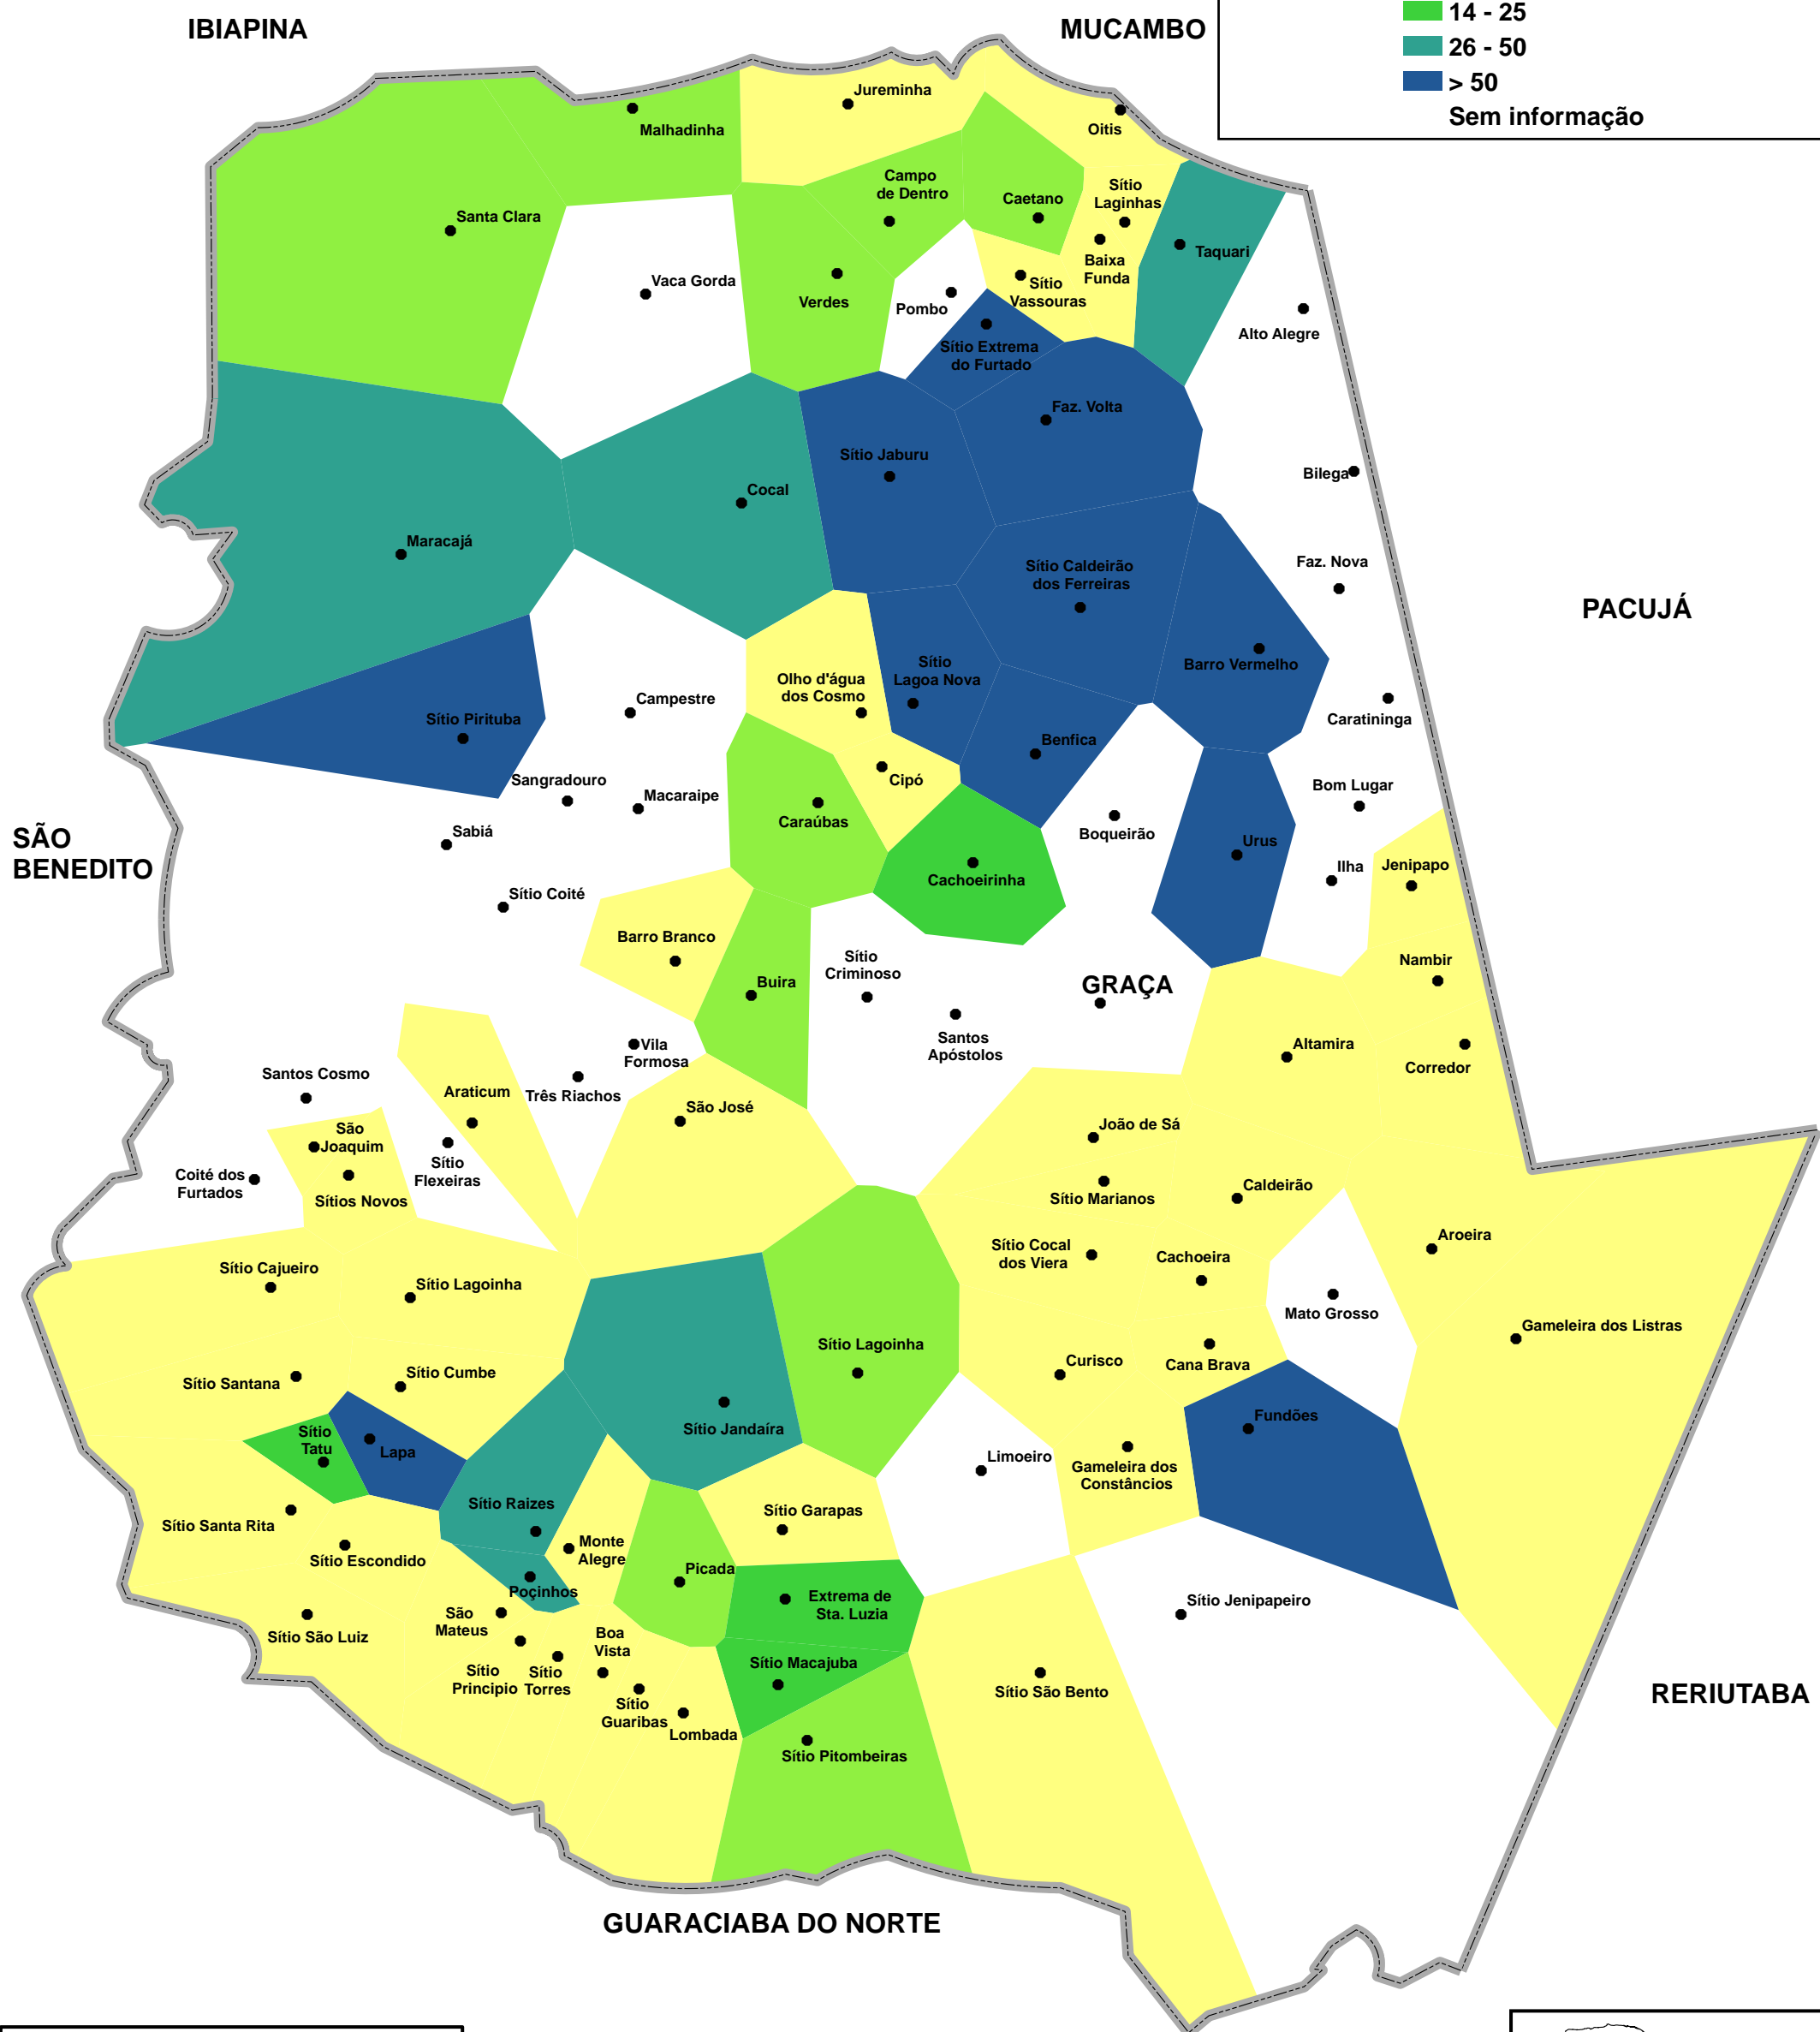 IBIAPINA
MUCAMBO
14 - 25
26 - 50
> 50
Sem informação
Jureminha
Malhadinha
Oitis
Campo
de Dentro
Caetano
Sítio
Laginhas
Santa Clara
Taquari
Baixa
Funda
Vaca Gorda
Verdes
Pombo
Sítio
Vassouras
Alto Alegre
Sítio Extrema
do Furtado
Faz. Volta
Sítio Jaburu
Bilega
Cocal
Maracajá
Sítio Caldeirão
dos Ferreiras
Faz. Nova
PACUJÁ
Barro Vermelho
Sítio
Lagoa Nova
Olho d'água
dos Cosmo
Campestre
Sítio Pirituba
Caratininga
Benfica
Cipó
Sangradouro
Macaraipe
Bom Lugar
Caraúbas
Boqueirão
Sabiá
SÃO
BENEDITO
Urus
Ilha
Jenipapo
Cachoeirinha
Sítio Coité
Barro Branco
Sítio
Criminoso
Nambir
Buira
GRAÇA
Santos
Apóstolos
Altamira
Corredor
Vila
Formosa
Santos Cosmo
Araticum
Três Riachos
São José
João de Sá
São
Joaquim
Sítio
Flexeiras
Coité dos
Furtados
Sítios Novos
Sítio Marianos
Caldeirão
Aroeira
Sítio Cocal
dos Viera
Cachoeira
Sítio Cajueiro
Sítio Lagoinha
Mato Grosso
Gameleira dos Listras
Sítio Lagoinha
Curisco
Cana Brava
Sítio Santana
Sítio Cumbe
Fundões
Sítio Jandaíra
Sítio
Tatu
Lapa
Limoeiro
Gameleira dos
Constâncios
Sítio Raizes
Sítio Garapas
Sítio Santa Rita
Monte
Alegre
Sítio Escondido
Picada
Poçinhos
Extrema de
Sta. Luzia
Sítio Jenipapeiro
São
Mateus
Sítio São Luiz
Boa
Vista
Sítio Macajuba
Sítio
Principio
Sítio
Torres
Sítio São Bento
RERIUTABA
Sítio
Guaribas
Lombada
Sítio Pitombeiras
GUARACIABA DO NORTE